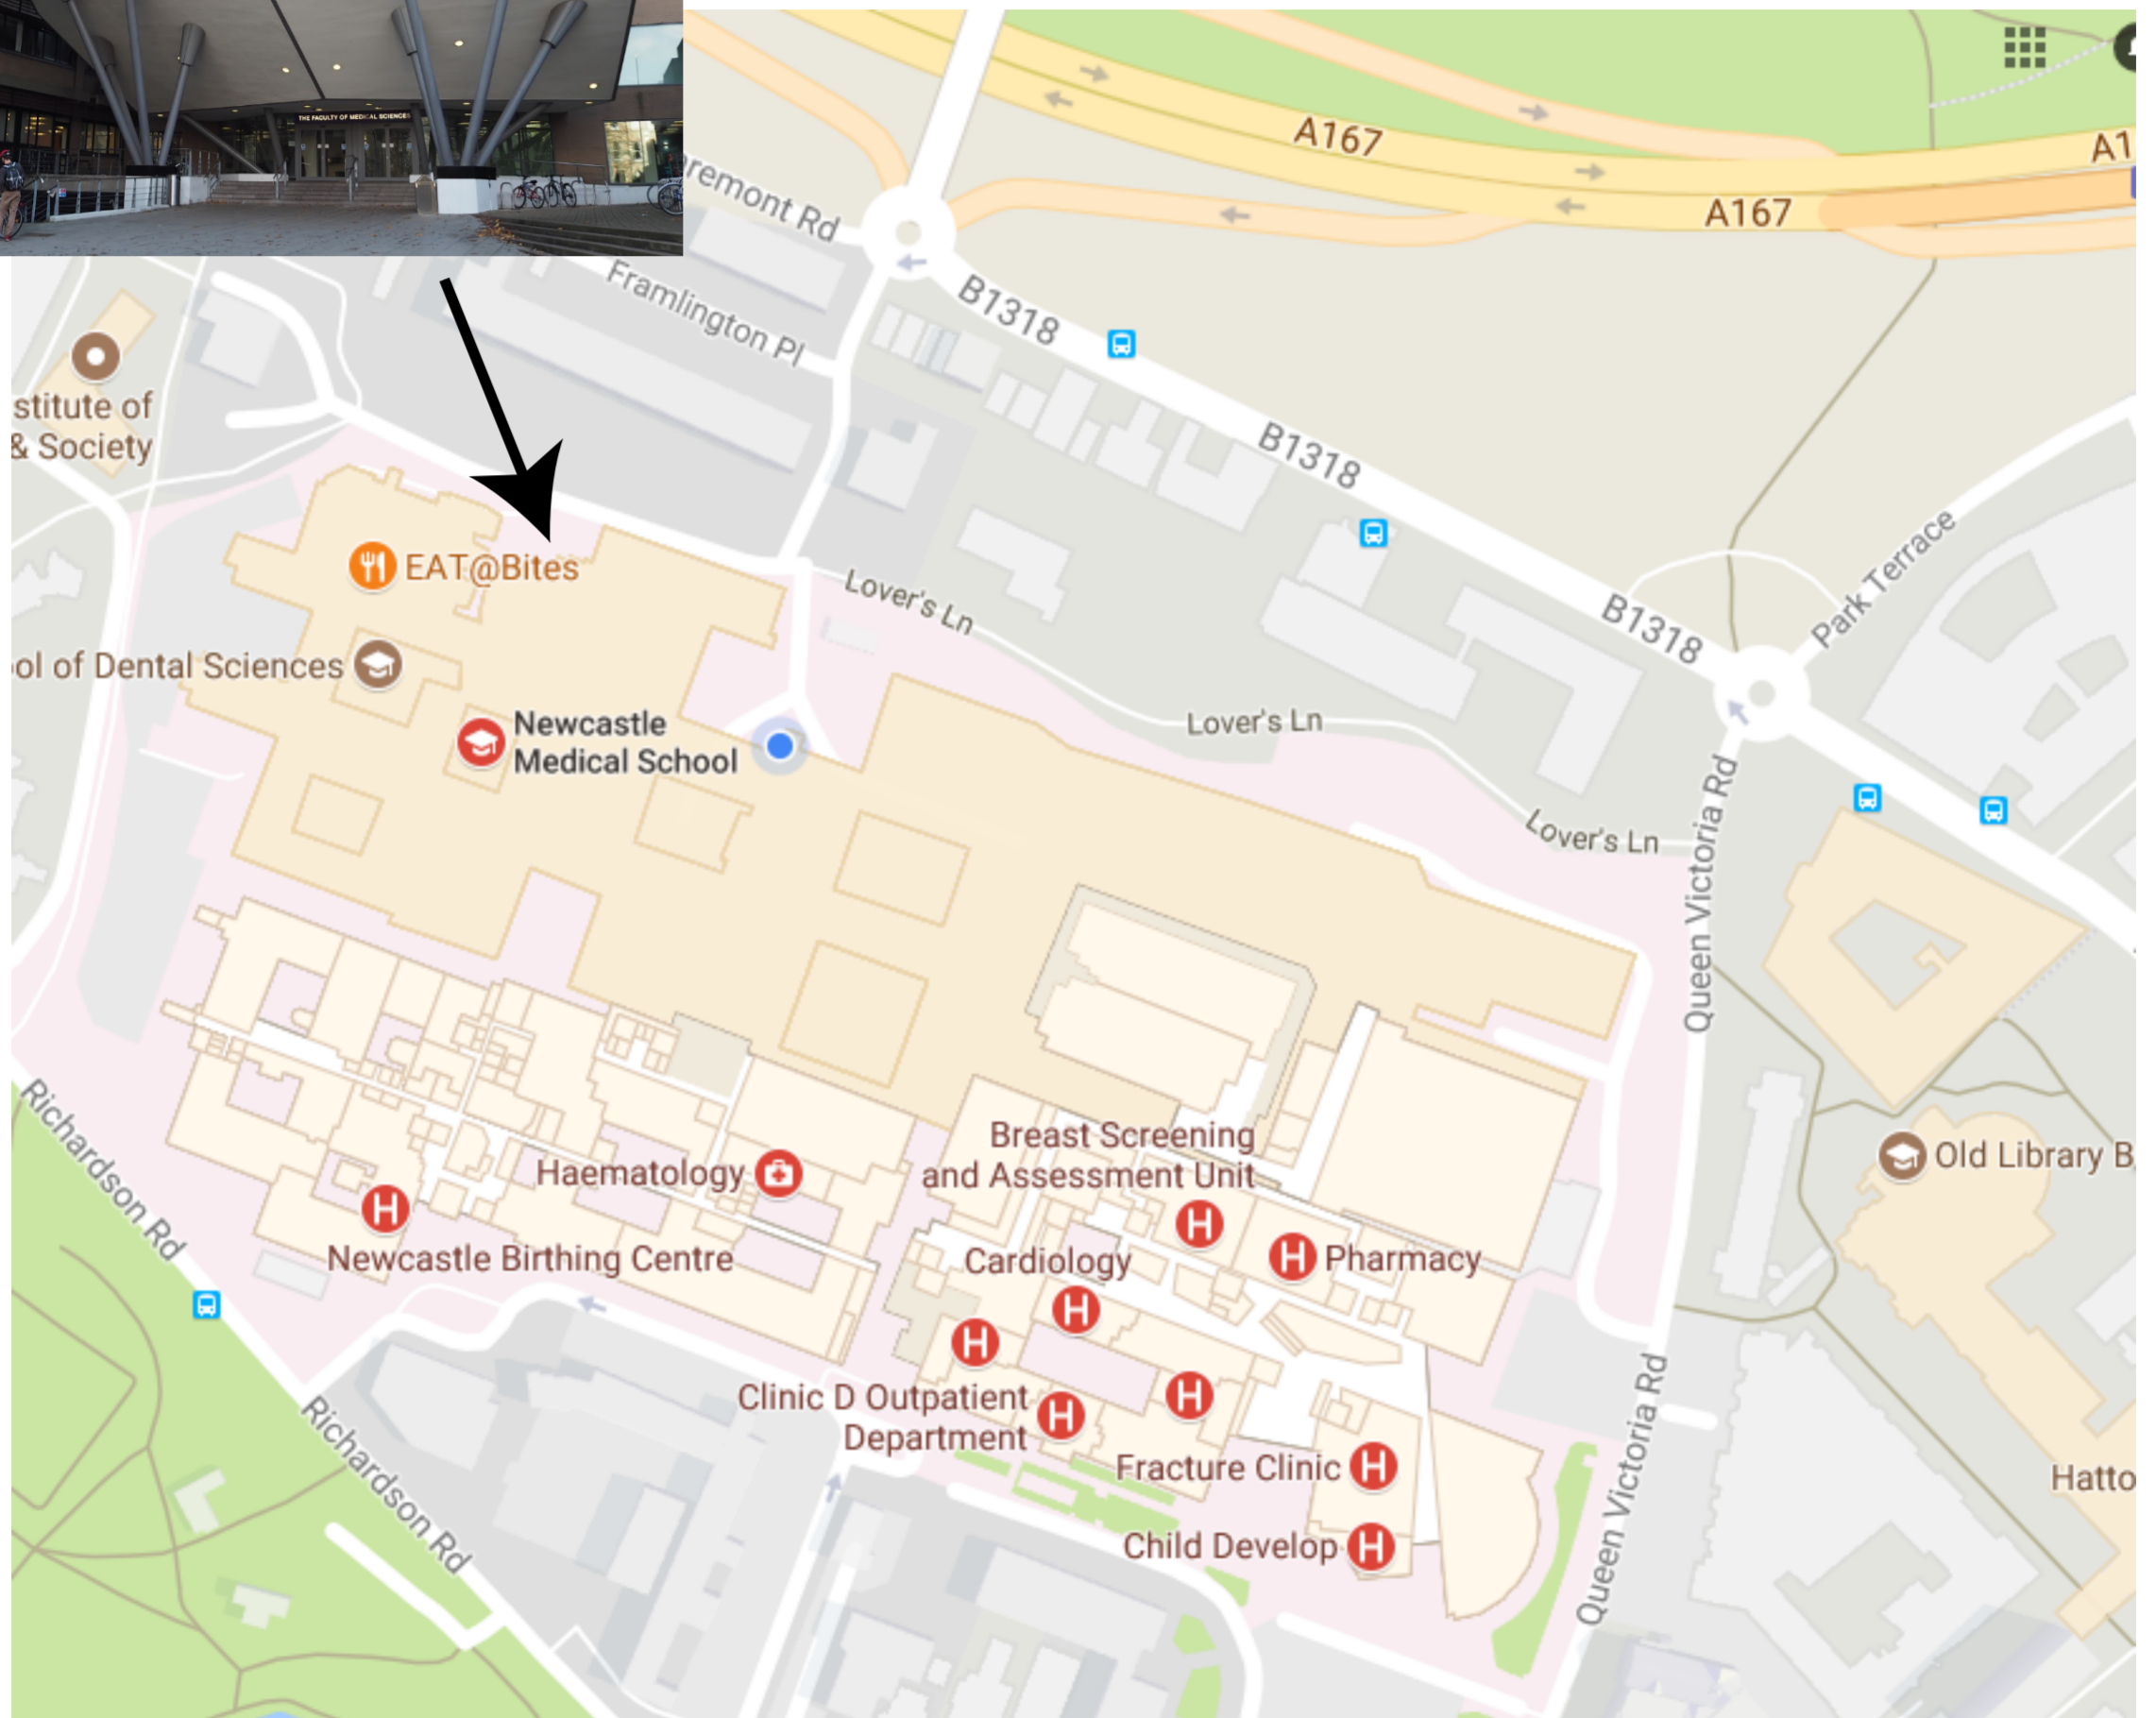 THE FACULTY OF MEDICAL SCIENCES
A167
A1
A167
remont Rd
Framlington Pl
B1318
stitute of
& Society
B1318
EAT@Bites
Lover's Ln
B1318
Park Terrace
ol of Dental Sciences
Newcastle
Medical School
Lover's Ln
Lover's Ln
Queen Victoria Rd
Richardson Rd
Breast Screening
and Assessment Unit
Haematology
H
Old Library B
Newcastle Birthing Centre
H
Cardiology
H
H
Pharmacy
H
H
Clinic D Outpatient
Department
H
H
Richardson Rd
Fracture Clinic
H
Queen Victoria Rd
Hatto
Child Develop
H